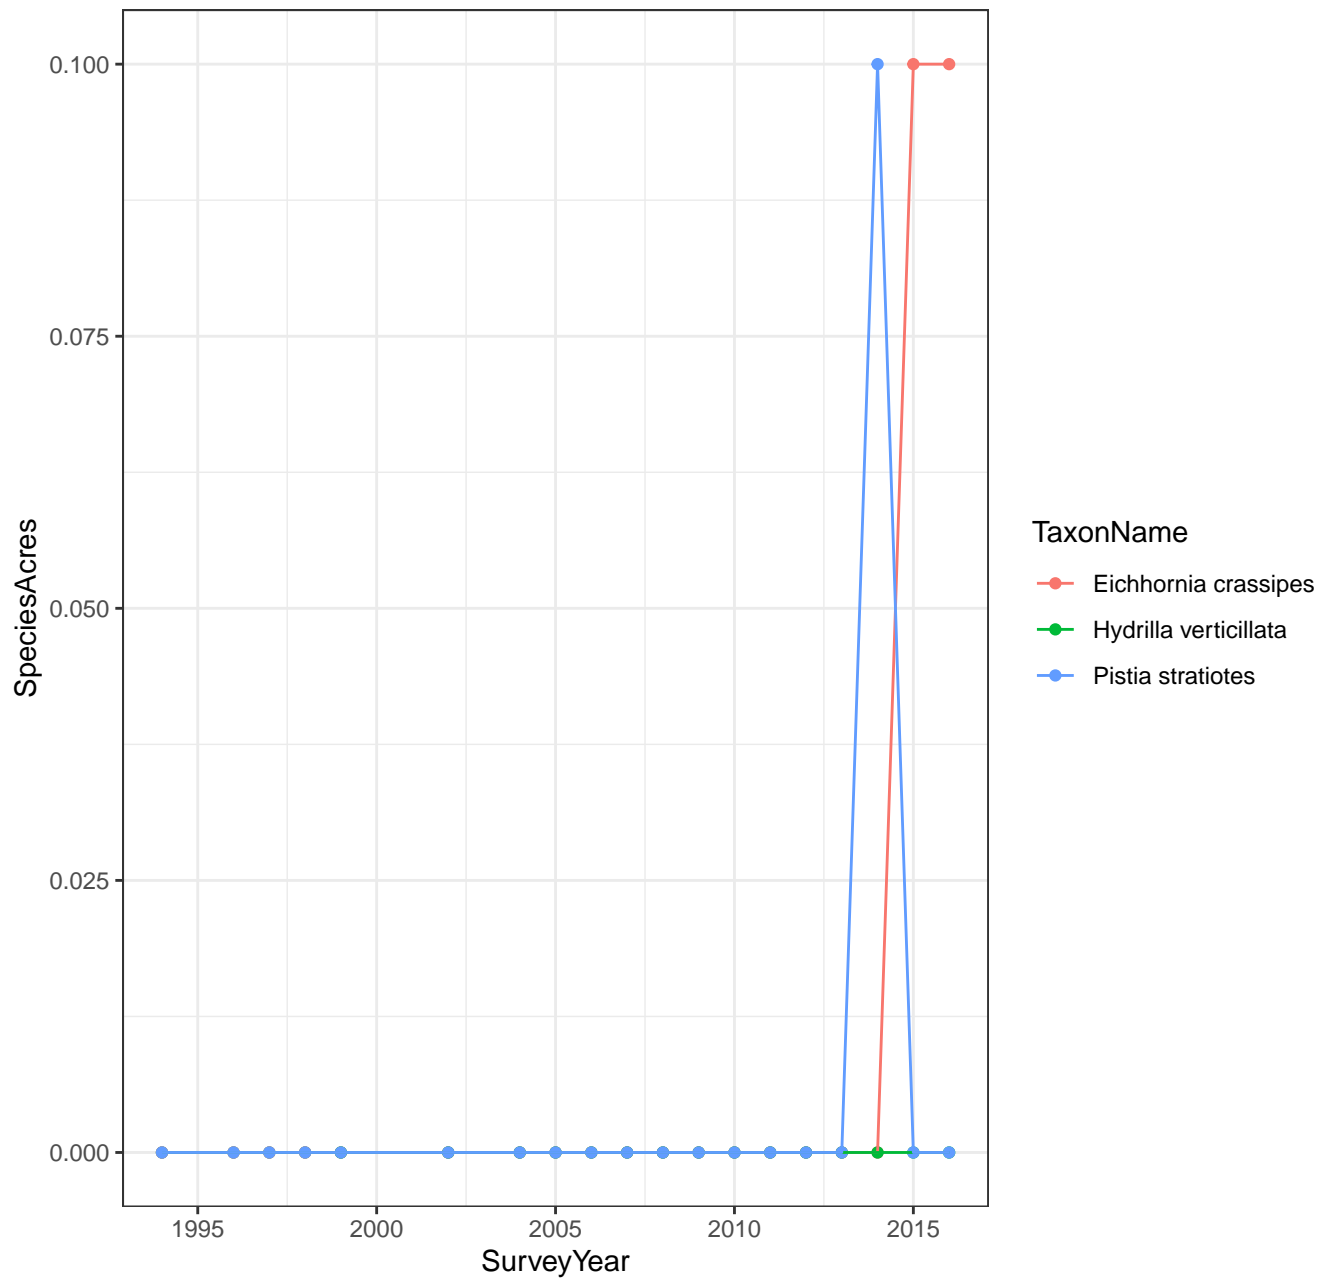 0.100
0.075
0.050
0.025
0.000
SpeciesAcres
1995 2000 2005 2010 2015
SurveyYear
TaxonName
Eichhornia crassipes
Hydrilla verticillata
Pistia stratiotes